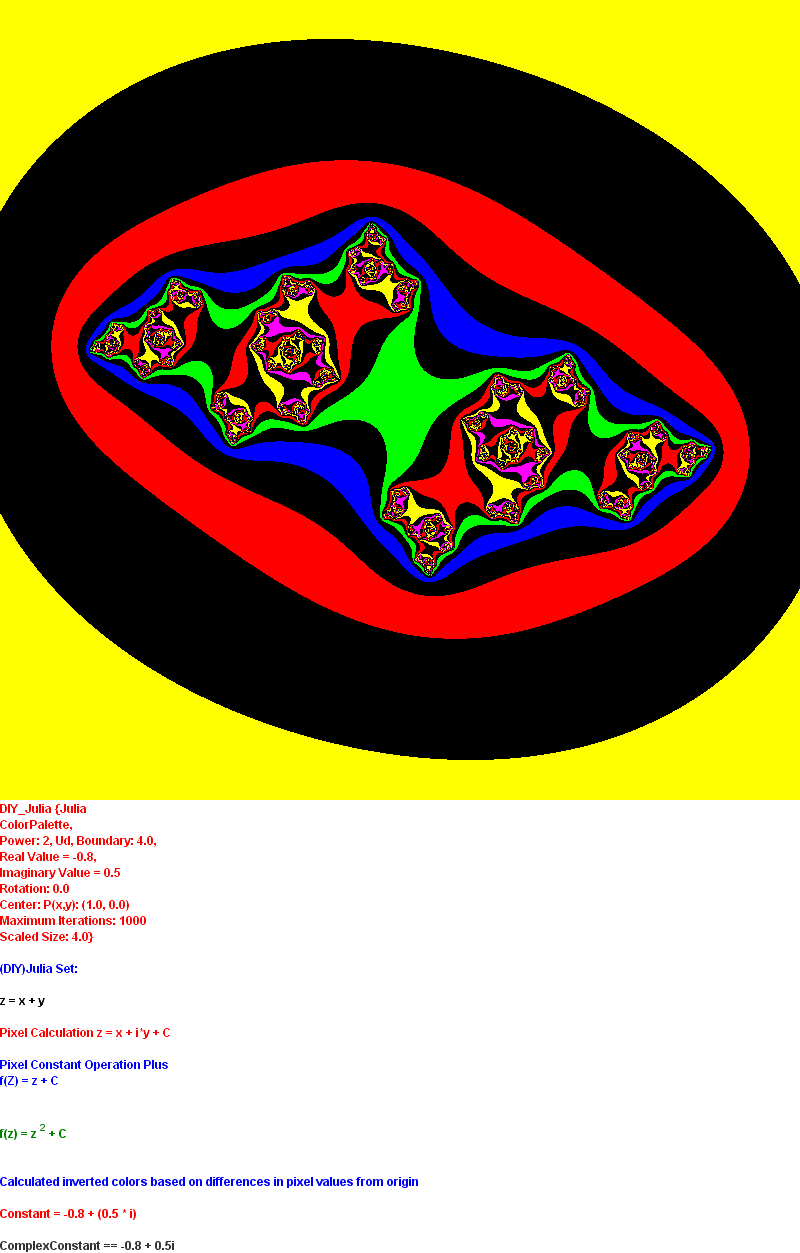 DIY_Julia {Julia
ColorPalette,
Power: 2, Ud, Boundary: 4.0,
Real Value = -0.8,
Imaginary Value = 0.5
Rotation: 0.0
Center: P(x,y): (1.0, 0.0)
Maximum Iterations: 1000
Scaled Size: 4.0}
(DIY)Julia Set:
z = x + y
Pixel Calculation z = x + i*y + C
Pixel Constant Operation Plus
f(Z) = z + C
f(z) = z 2 + C
Calculated inverted colors based on differences in pixel values from origin
Constant = -0.8 + (0.5 * i)
ComplexConstant == -0.8 + 0.5i